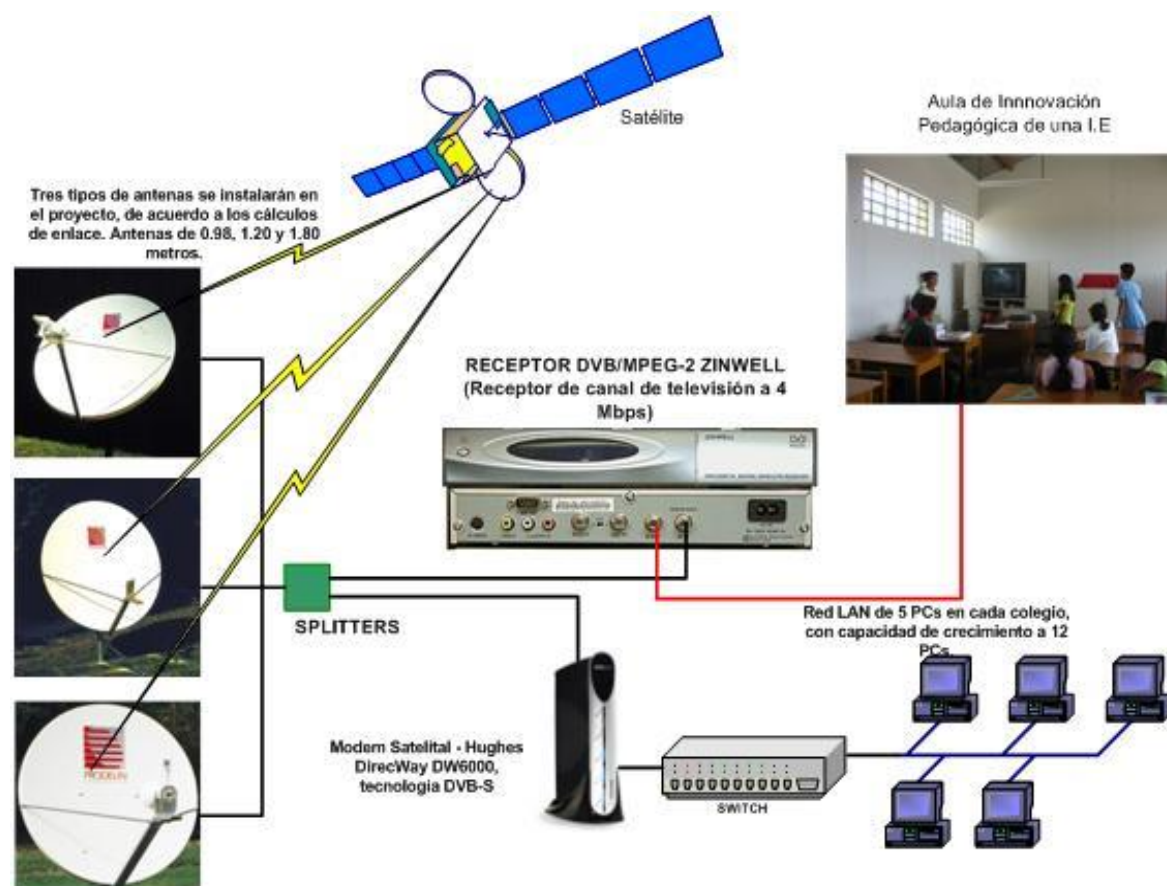 Satélite
Aula de Innnovación
Pedagógica de una I.E
Tres tipos de antenas se instalarán en
el proyecto, de acuerdo a los cálculos
de enlace. Antenas de 0.98, 1.20 y 1.80
metros.
RECEPTOR DVB/MPEG-2 ZINWELL
(Receptor de canal de televisión a 4
Mbps)
ZINWELL
SPLITTERS
Red LAN de 5 PCs en cada colegio,
con capacidad de crecimiento a 12
PCs.
Modem Satelital - Hughes
DirecWay DW6000,
tecnologia DVB-S
SWITCH
PRODELIN